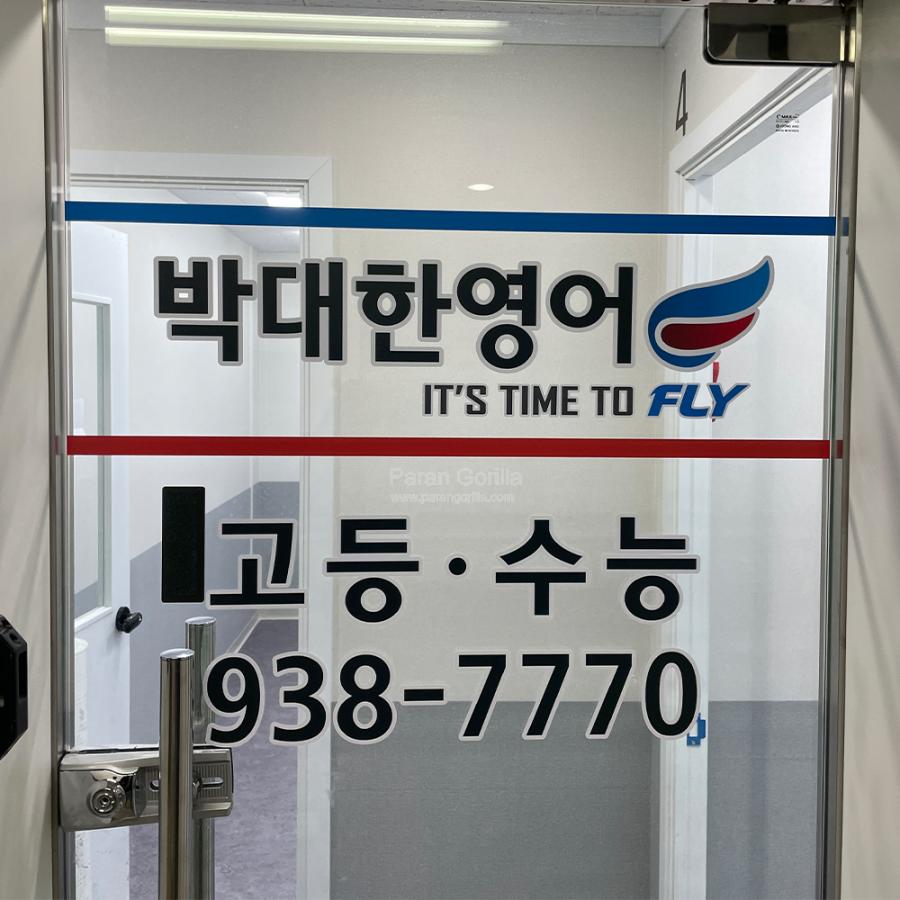 4
박대한영어
IT'S TIME TO FLY
Paran Gorilla
www.parangorilla.com
고등·수능
938-7770